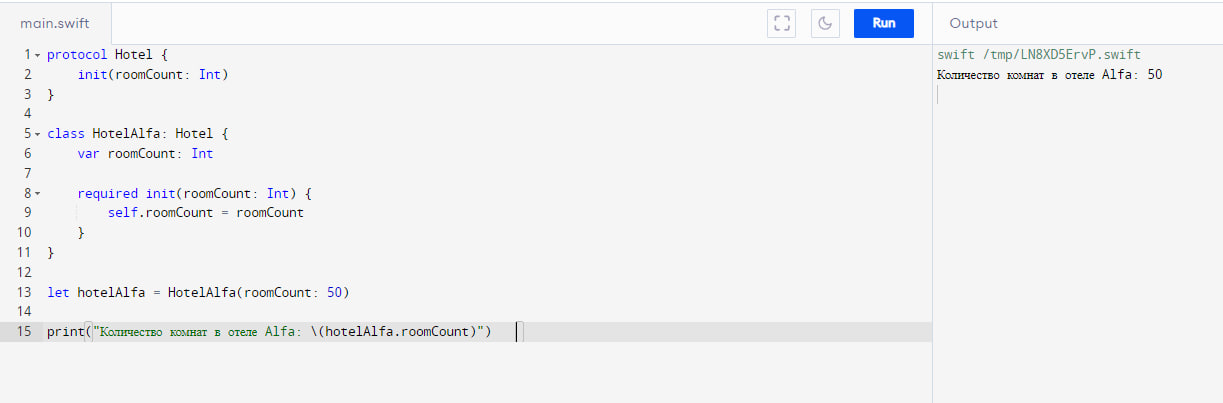 main.swift
Run
Output
1 protocol Hotel {
2     init(roomCount: Int)
3 }
4
5 class HotelAlfa: Hotel {
6     var roomCount: Int
7
8     required init(roomCount: Int) {
9         self.roomCount = roomCount
10     }
11 }
12
13 let hotelAlfa = HotelAlfa(roomCount: 50)
14
15 print("Количество комнат в отеле Alfa: \(hotelAlfa.roomCount)")
swift /tmp/LN8XD5ErvP.swift
Количество комнат в отеле Alfa: 50